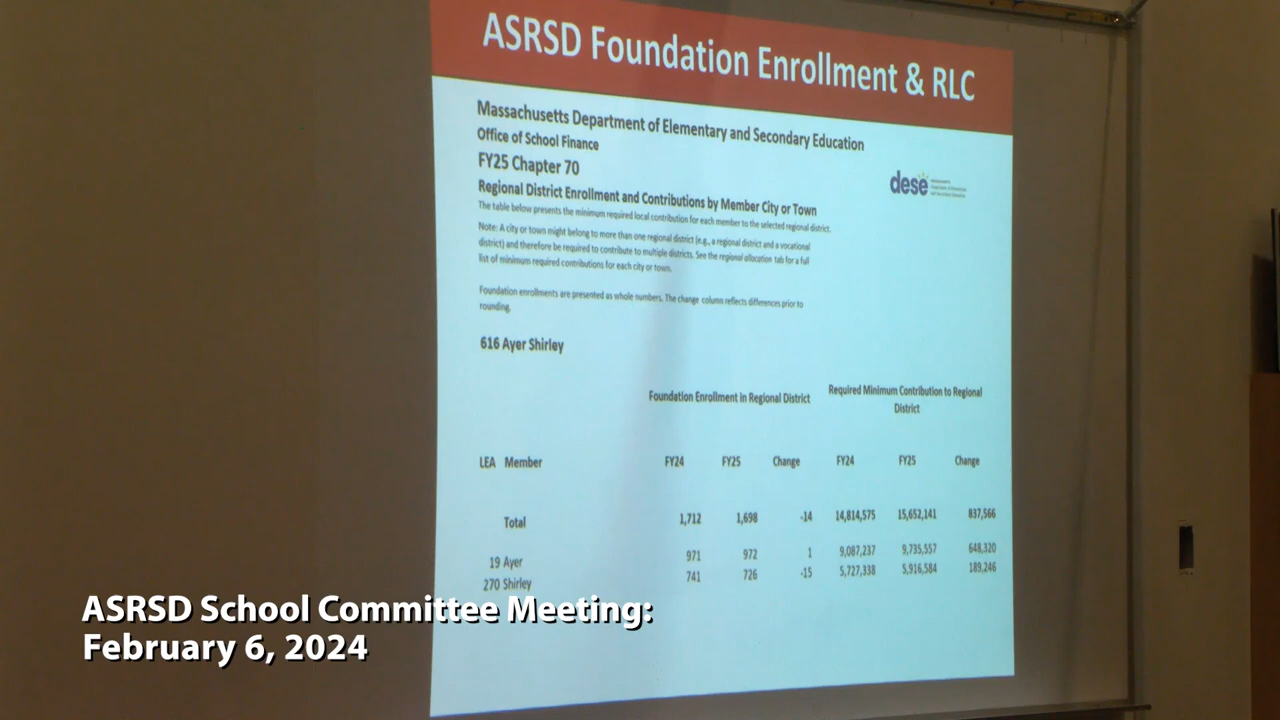 ASRSD Foundation Enrollment & RLC
Massachusetts Department of Elementary and Secondary Education
Office of School Finance
FY25 Chapter 70
dese
Regional District Enrollment and Contributions by Member City or Town
The table below presents the minimum required local contribution for each member to the selected regional district.
Note: A city or town might belong to more than one regional district (e.g., a regional district and a vocational
district) and therefore be required to contribute to multiple districts. See the regional allocation tab for a full
list of minimum required contributions for each city or town.
Foundation enrollments are presented as whole numbers. The change column reflects differences prior to
rounding.
616 Ayer Shirley
Foundation Enrollment in Regional District Required Minimum Contribution to Regional
District
LEA Member FY24 FY25 Change FY24 FY25 Change
Total 1,712 1,698 -14 14,814,575 15,652,141 837,566
19 Ayer 971 972 1 9,087,237 9,735,557 648,320
270 Shirley 741 726 -15 5,727,338 5,916,584 189,246
ASRSD School Committee Meeting:
February 6, 2024